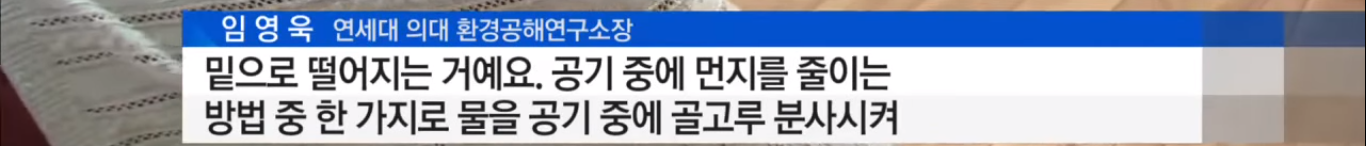 임영욱 연세대 의대 환경공해연구소장
밑으로 떨어지는 거예요. 공기 중에 먼지를 줄이는
방법 중 한 가지로 물을 공기 중에 골고루 분사시켜